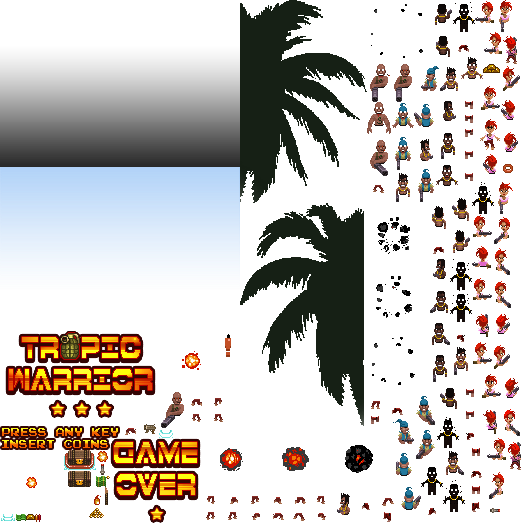 TROPIC
WARRIOR
PRESS ANY KEY
INSERT COINS
GAME
OVER